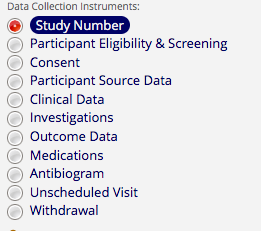 Data Collection Instruments:
Study Number
Participant Eligibility & Screening
Consent
Participant Source Data
Clinical Data
Investigations
Outcome Data
Medications
Antibiogram
Unscheduled Visit
Withdrawal